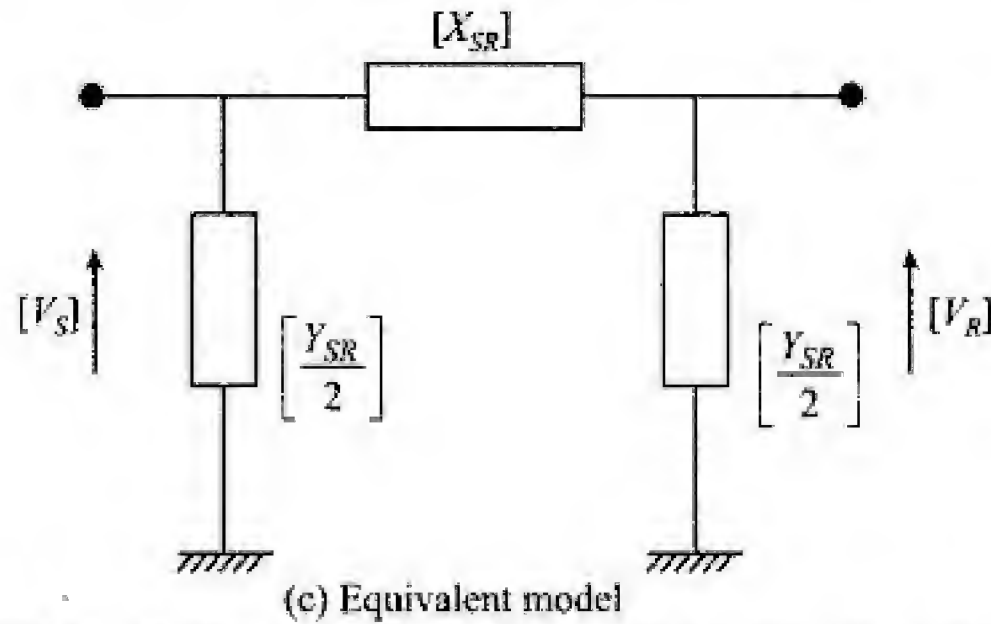 [X_SR]
[V_S]
[Y_SR/2]
[Y_SR/2]
[V_R]
(c) Equivalent model